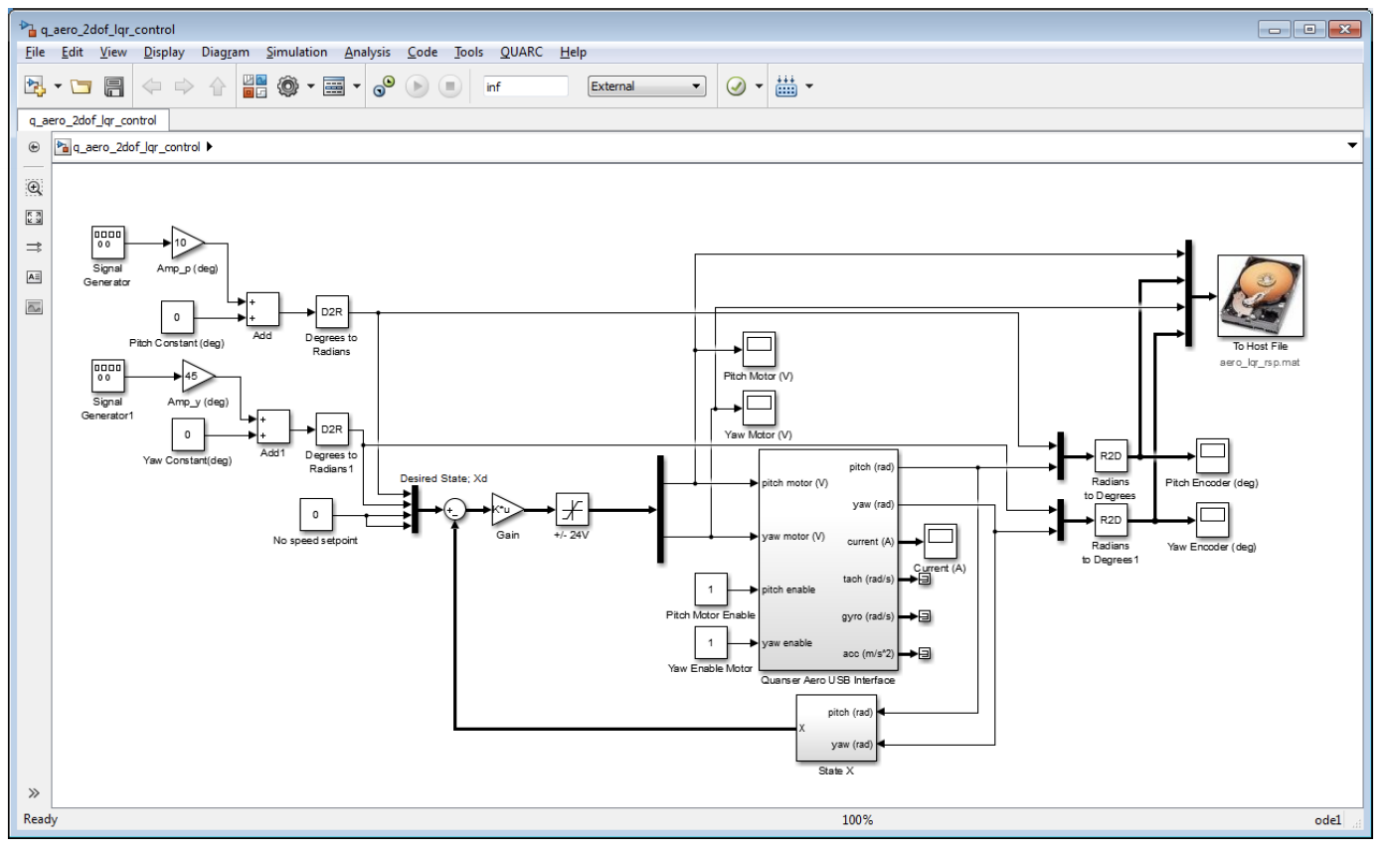 q_aero_2dof_lqr_control
File Edit View Display Diagram Simulation Analysis Code Tools QUARC Help
inf
External
q_aero_2dof_lqr_control
q_aero_2dof_lqr_control
Signal
Generator
10
Amp_p (deg)
0
Pitch Constant (deg)
+
+
Add
D2R
Degrees to
Radians
Signal
Generator1
45
Amp_y (deg)
0
Yaw Constant(deg)
+
+
Add1
D2R
Degrees to
Radians1
0
No speed setpoint
Desired State; Xd
+
-
K*u
Gain
+/- 24V
Pitch Motor (V)
Yaw Motor (V)
1
Pitch Motor Enable
1
Yaw Enable Motor
pitch motor (V)
yaw motor (V)
pitch enable
yaw enable
pitch (rad)
yaw (rad)
current (A)
tach (rad/s)
gyro (rad/s)
acc (m/s^2)
Quanser Aero USB Interface
Current (A)
pitch (rad)
X
yaw (rad)
State X
R2D
Radians
to Degrees
R2D
Radians
to Degrees1
Pitch Encoder (deg)
Yaw Encoder (deg)
To Host File
aero_lqr_rsp.mat
Ready
100%
ode1